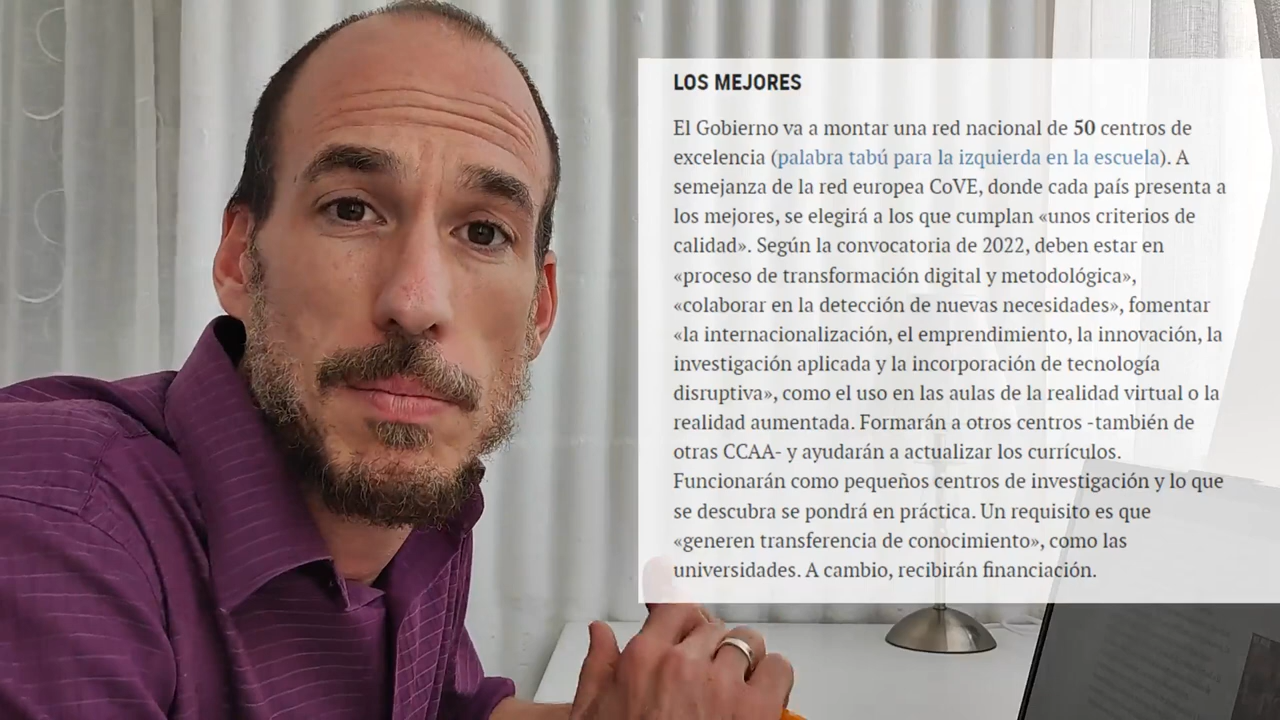 LOS MEJORES
El Gobierno va a montar una red nacional de 50 centros de
excelencia (palabra tabú para la izquierda en la escuela). A
semejanza de la red europea CoVE, donde cada país presenta a
los mejores, se elegirá a los que cumplan «unos criterios de
calidad». Según la convocatoria de 2022, deben estar en
«proceso de transformación digital y metodológica»,
«colaborar en la detección de nuevas necesidades», fomentar
«la internacionalización, el emprendimiento, la innovación, la
investigación aplicada y la incorporación de tecnología
disruptiva», como el uso en las aulas de la realidad virtual o la
realidad aumentada. Formarán a otros centros -también de
otras CCAA- y ayudarán a actualizar los currículos.
Funcionarán como pequeños centros de investigación y lo que
se descubra se pondrá en práctica. Un requisito es que
«generen transferencia de conocimiento», como las
universidades. A cambio, recibirán financiación.